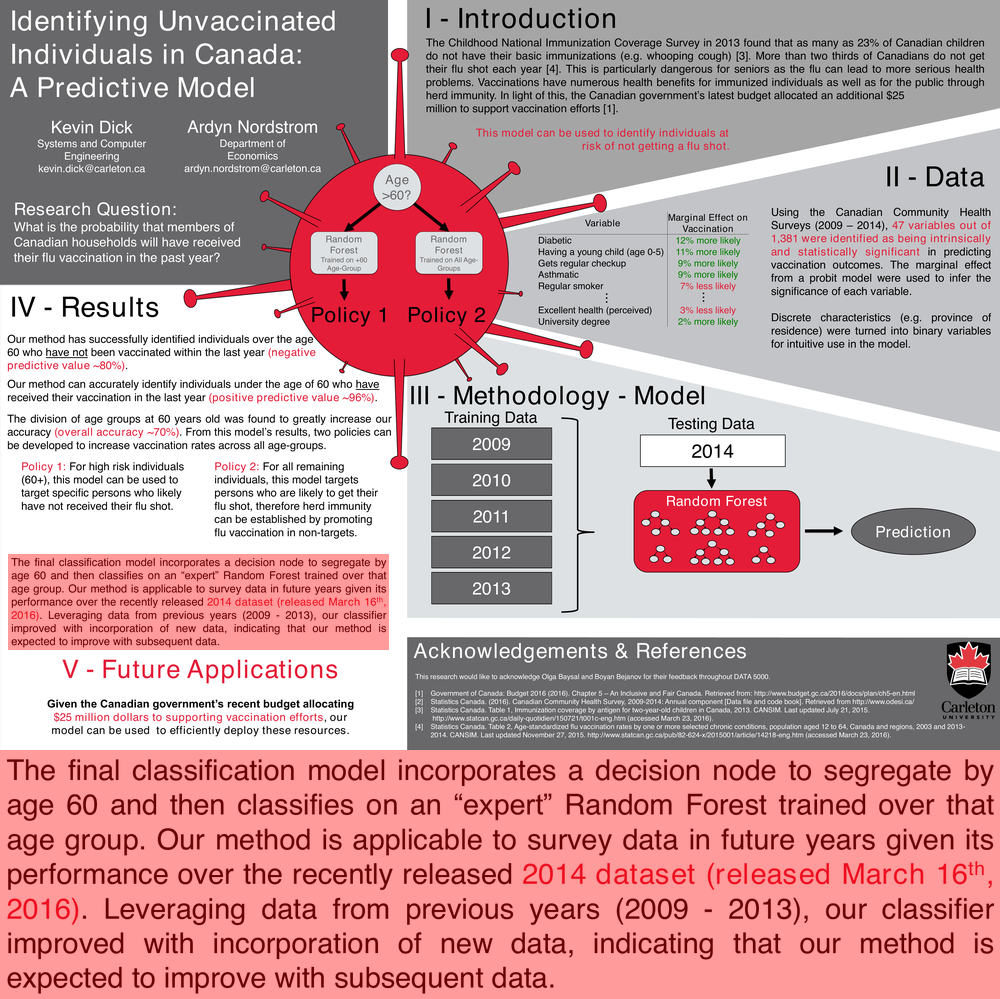 Identifying Unvaccinated
Individuals in Canada:
A Predictive Model
Kevin Dick
Systems and Computer
Engineering
kevin.dick@carleton.ca
Ardyn Nordstrom
Department of
Economics
ardyn.nordstrom@carleton.ca
Research Question:
What is the probability that members of
Canadian households will have received
their flu vaccination in the past year?
I - Introduction
The Childhood National Immunization Coverage Survey in 2013 found that as many as 23% of Canadian children
do not have their basic immunizations (e.g. whooping cough) [3]. More than two thirds of Canadians do not get
their flu shot each year [4]. This is particularly dangerous for seniors as the flu can lead to more serious health
problems. Vaccinations have numerous health benefits for immunized individuals as well as for the public through
herd immunity. In light of this, the Canadian government's latest budget allocated an additional $25
million to support vaccination efforts [1].
This model can be used to identify individuals at
risk of not getting a flu shot.
Age
>60?
Random
Forest
Trained on +60
Age-Group
Random
Forest
Trained on All Age-
Groups
Policy 1
Policy 2
II - Data
Variable
Marginal Effect on
Vaccination
Diabetic 12% more likely
Having a young child (age 0-5) 11% more likely
Gets regular checkup 9% more likely
Asthmatic 9% more likely
Regular smoker 7% less likely
⋮ ⋮
Excellent health (perceived) 3% less likely
University degree 2% more likely
Using the Canadian Community Health
Surveys (2009 – 2014), 47 variables out of
1,381 were identified as being intrinsically
and statistically significant in predicting
vaccination outcomes. The marginal effect
from a probit model were used to infer the
significance of each variable.
Discrete characteristics (e.g. province of
residence) were turned into binary variables
for intuitive use in the model.
IV - Results
Our method has successfully identified individuals over the age
60 who have not been vaccinated within the last year (negative
predictive value ~80%).
Our method can accurately identify individuals under the age of 60 who have
received their vaccination in the last year (positive predictive value ~96%).
The division of age groups at 60 years old was found to greatly increase our
accuracy (overall accuracy ~70%). From this model's results, two policies can
be developed to increase vaccination rates across all age-groups.
Policy 1: For high risk individuals
(60+), this model can be used to
target specific persons who likely
have not received their flu shot.
Policy 2: For all remaining
individuals, this model targets
persons who are likely to get their
flu shot, therefore herd immunity
can be established by promoting
flu vaccination in non-targets.
The final classification model incorporates a decision node to segregate by
age 60 and then classifies on an “expert” Random Forest trained over that
age group. Our method is applicable to survey data in future years given its
performance over the recently released 2014 dataset (released March 16th,
2016). Leveraging data from previous years (2009 - 2013), our classifier
improved with incorporation of new data, indicating that our method is
expected to improve with subsequent data.
III - Methodology - Model
Training Data
2009
2010
2011
2012
2013
Testing Data
2014
Random Forest
Prediction
V - Future Applications
Given the Canadian government's recent budget allocating
$25 million dollars to supporting vaccination efforts, our
model can be used to efficiently deploy these resources.
Acknowledgements & References
This research would like to acknowledge Olga Baysal and Boyan Bejanov for their feedback throughout DATA 5000.
[1] Government of Canada: Budget 2016 (2016). Chapter 5 – An Inclusive and Fair Canada. Retrieved from: http://www.budget.gc.ca/2016/docs/plan/ch5-en.html
[2] Statistics Canada. (2016). Canadian Community Health Survey, 2009-2014: Annual component [Data file and code book]. Retrieved from http://www.odesi.ca/
[3] Statistics Canada. Table 1, Immunization coverage by antigen for two-year-old children in Canada, 2013. CANSIM. Last updated July 21, 2015.
http://www.statcan.gc.ca/daily-quotidien/150721/t001c-eng.htm (accessed March 23, 2016).
[4] Statistics Canada. Table 2, Age-standardized flu vaccination rates by one or more selected chronic conditions, population aged 12 to 64, Canada and regions, 2003 and 2013-
2014. CANSIM. Last updated November 27, 2015. http://www.statcan.gc.ca/pub/82-624-x/2015001/article/14218-eng.htm (accessed March 23, 2016).
Carleton
UNIVERSITY
The final classification model incorporates a decision node to segregate by
age 60 and then classifies on an “expert” Random Forest trained over that
age group. Our method is applicable to survey data in future years given its
performance over the recently released 2014 dataset (released March 16th,
2016). Leveraging data from previous years (2009 - 2013), our classifier
improved with incorporation of new data, indicating that our method is
expected to improve with subsequent data.